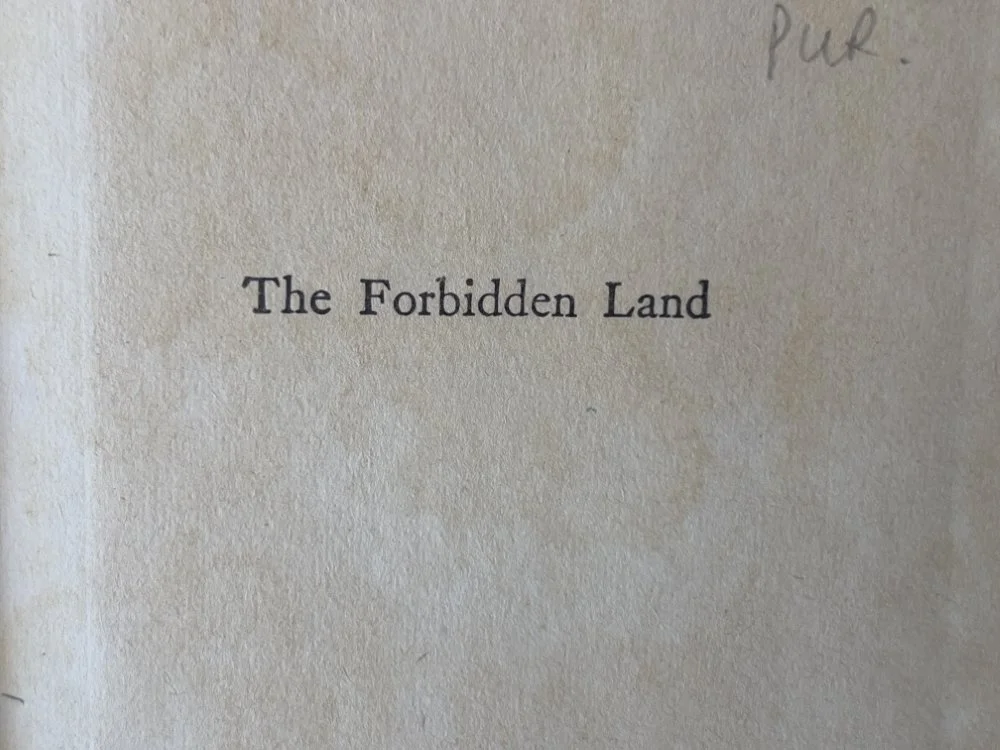 PUR.
The Forbidden Land